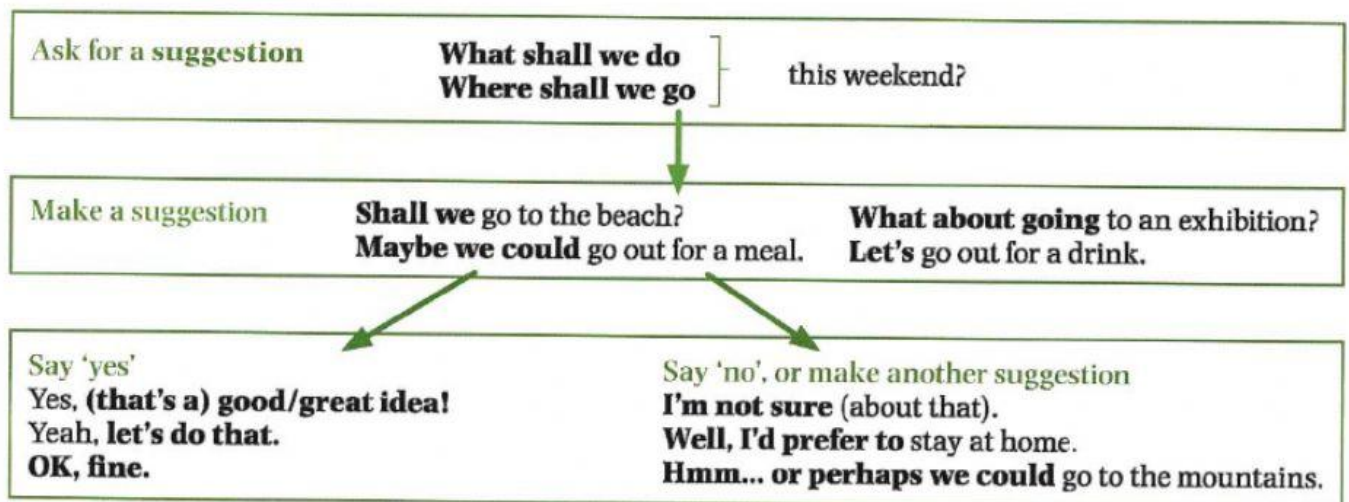 Ask for a suggestion
What shall we do
Where shall we go
this weekend?
Make a suggestion
Shall we go to the beach?
Maybe we could go out for a meal.
What about going to an exhibition?
Let's go out for a drink.
Say ‘yes’
Yes, (that's a) good/great idea!
Yeah, let's do that.
OK, fine.
Say ‘no’, or make another suggestion
I'm not sure (about that).
Well, I'd prefer to stay at home.
Hmm... or perhaps we could go to the mountains.